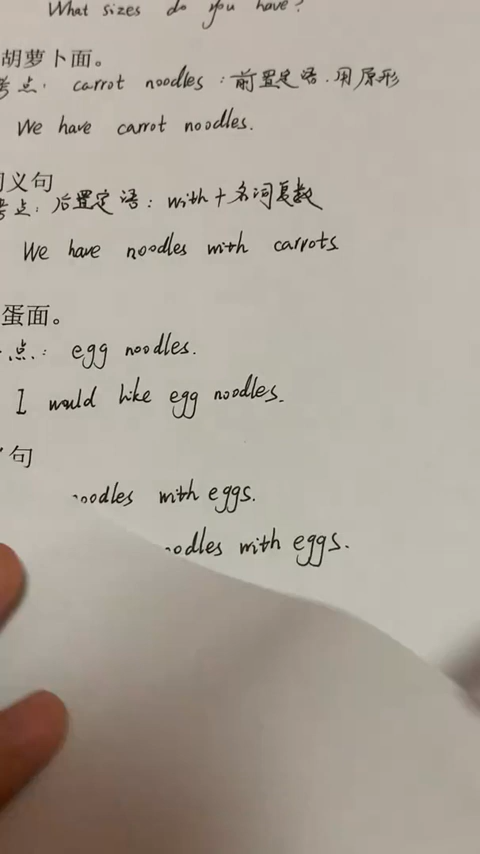 What sizes do you have?
胡萝卜面。
考点: carrot noodles: 前置定语.用原形
We have carrot noodles.
义句
考点: 后置定语: with+名词复数
We have noodles with carrots
蛋面。
点: egg noodles.
I would like egg noodles.
句
noodles with eggs.
noodles with eggs.